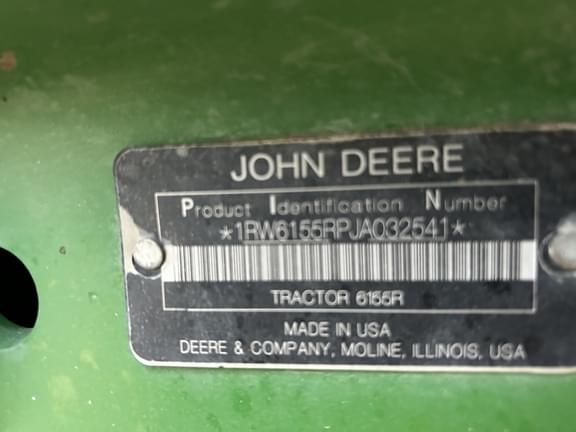 JOHN DEERE
Product Identification Number
*1RW6155RPJA032541*
TRACTOR 6155R
MADE IN USA
DEERE & COMPANY, MOLINE, ILLINOIS, USA